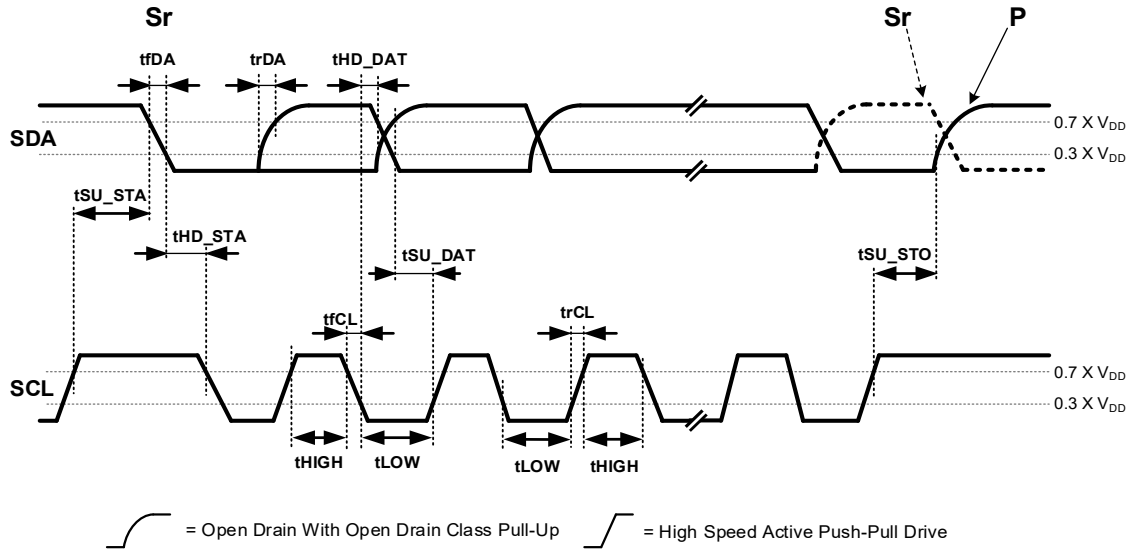 Sr
Sr
P
tfDA
trDA
tHD_DAT
SDA
0.7 X VDD
0.3 X VDD
tSU_STA
tHD_STA
tSU_DAT
tSU_STO
tfCL
trCL
SCL
0.7 X VDD
0.3 X VDD
tHIGH
tLOW
tLOW
tHIGH
= Open Drain With Open Drain Class Pull-Up
= High Speed Active Push-Pull Drive